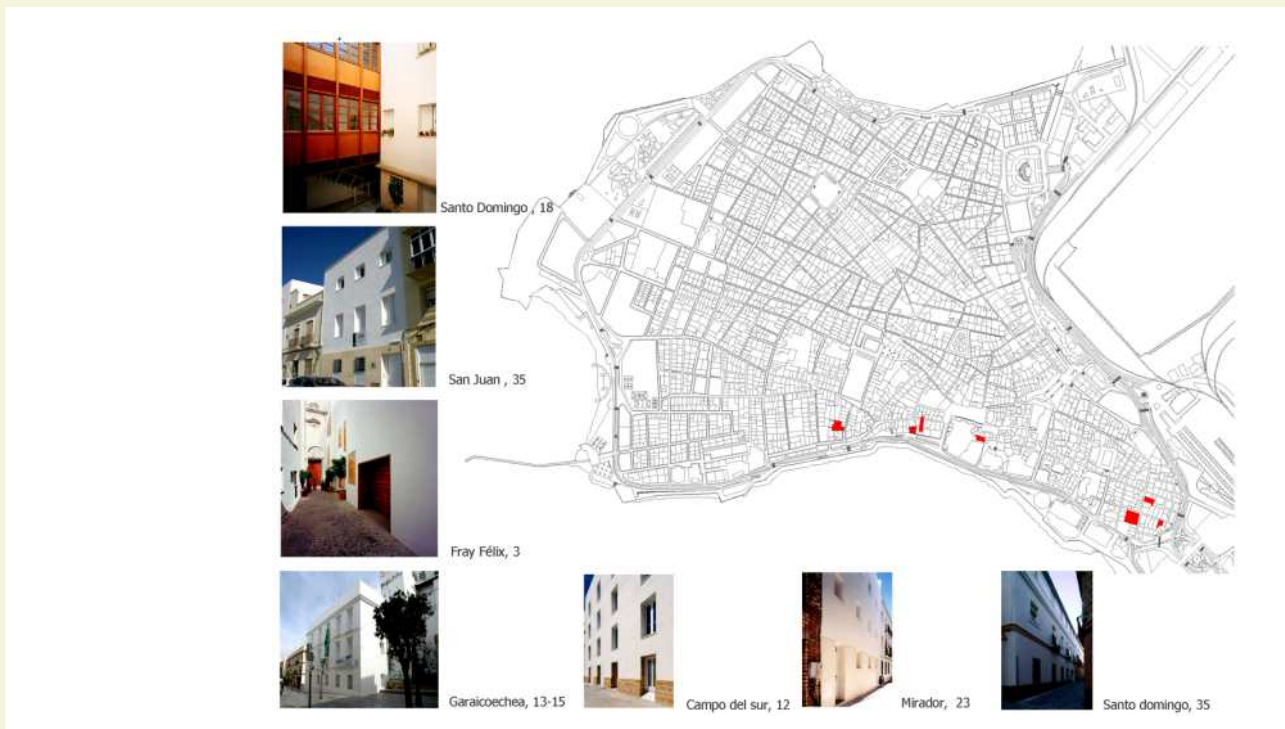 Santo Domingo , 18
San Juan , 35
Fray Félix, 3
Garaicoechea, 13-15
Campo del sur, 12
Mirador, 23
Santo domingo, 35